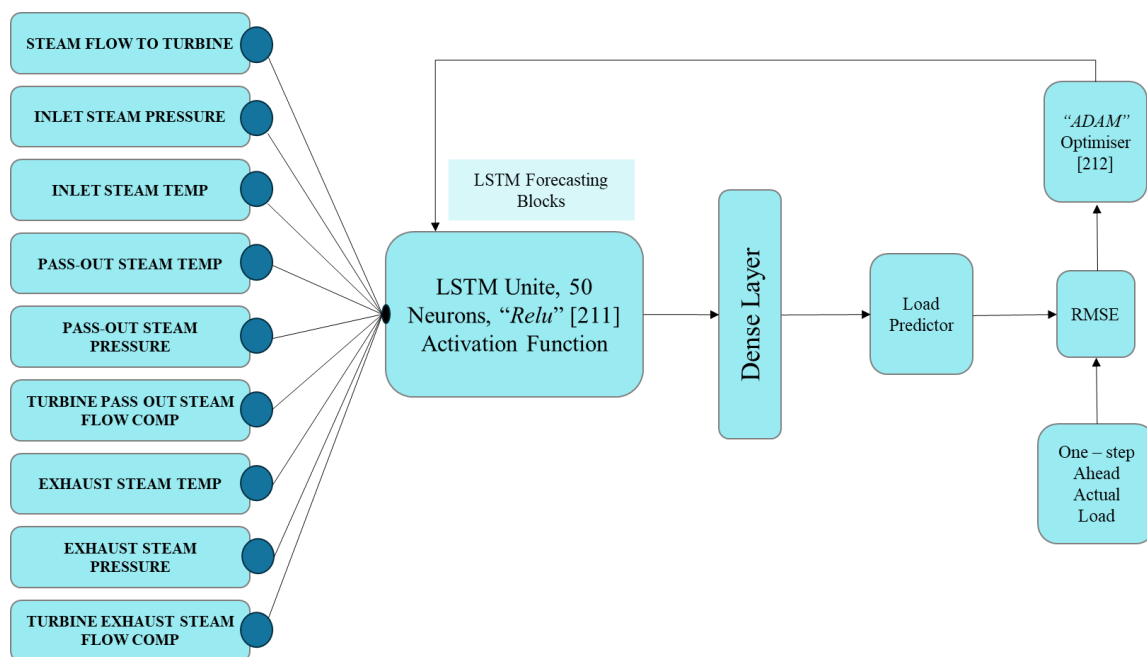 STEAM FLOW TO TURBINE
INLET STEAM PRESSURE
INLET STEAM TEMP
PASS-OUT STEAM TEMP
PASS-OUT STEAM
PRESSURE
TURBINE PASS OUT STEAM
FLOW COMP
EXHAUST STEAM TEMP
EXHAUST STEAM
PRESSURE
TURBINE EXHAUST STEAM
FLOW COMP
LSTM Forecasting
Blocks
LSTM Unite, 50
Neurons, “Relu” [211]
Activation Function
Dense Layer
Load
Predictor
RMSE
“ADAM”
Optimiser
[212]
One – step
Ahead
Actual
Load